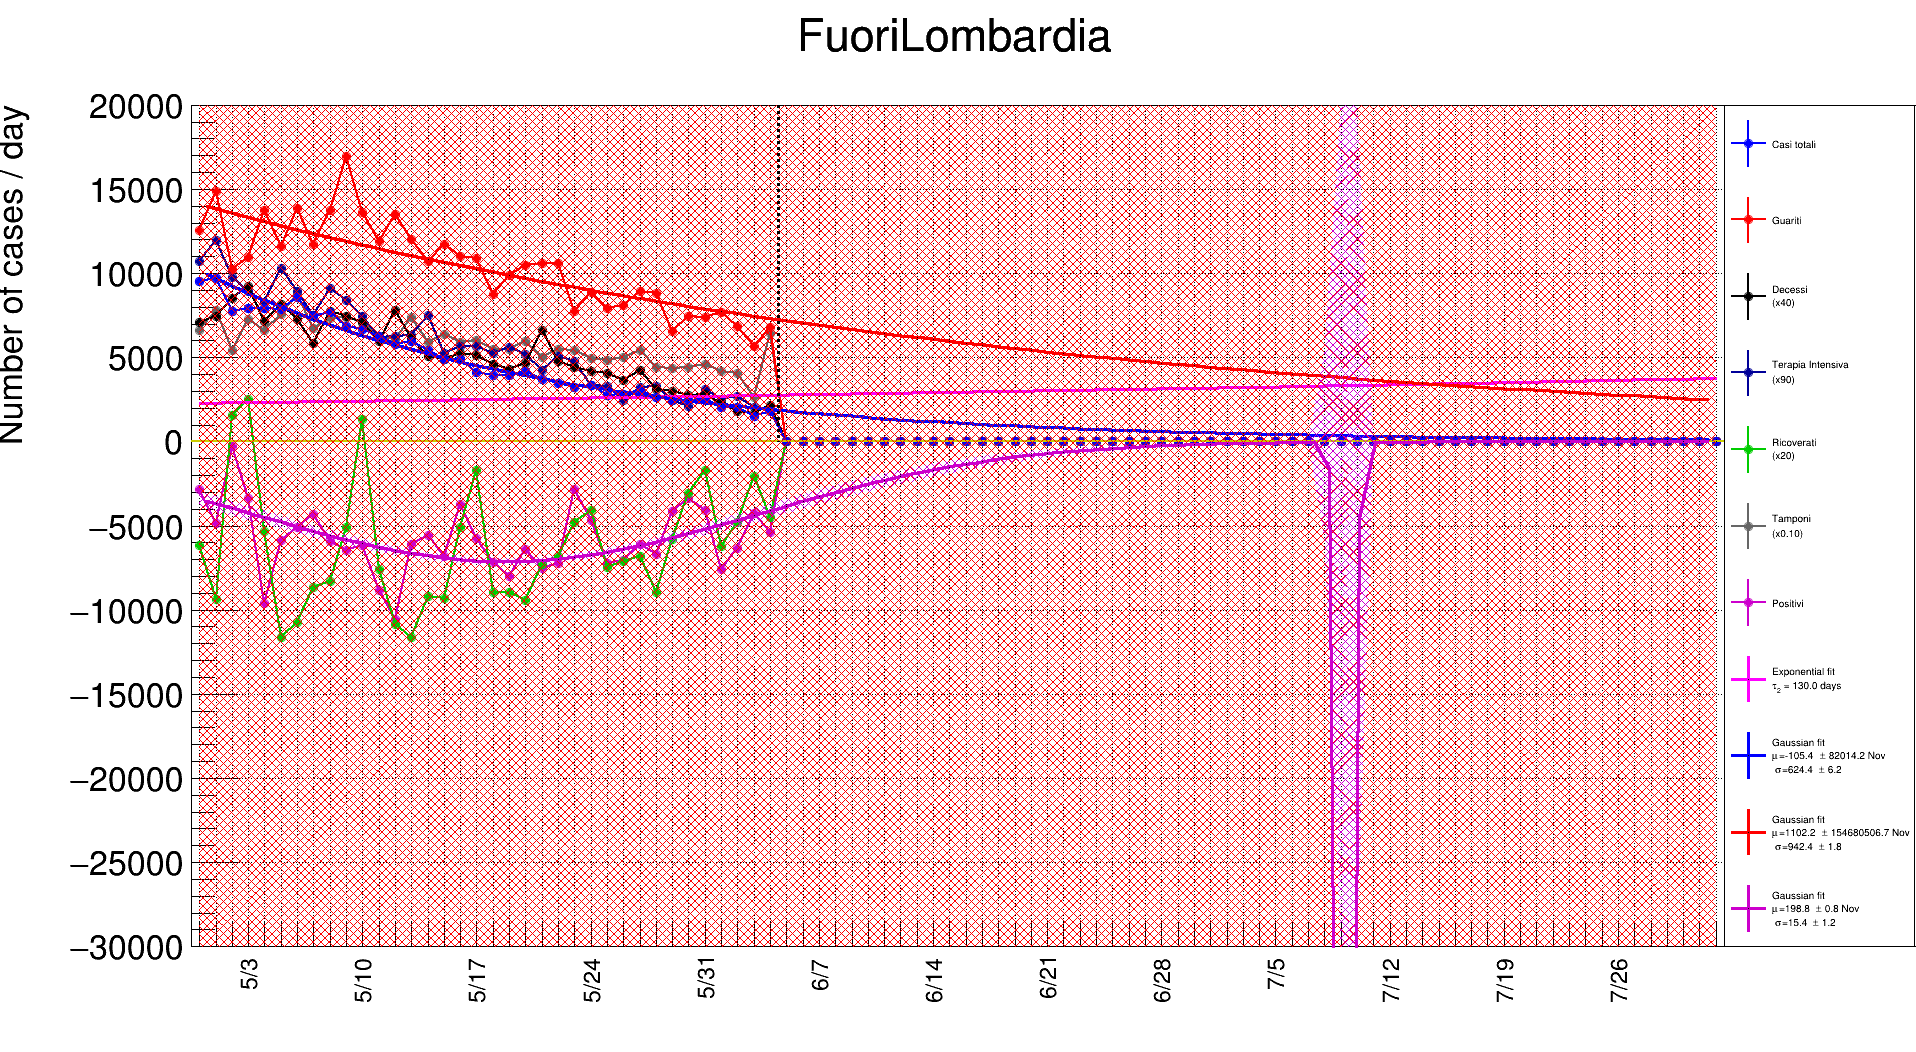 FuoriLombardia
Number of cases / day
20000
15000
10000
5000
0
−5000
−10000
−15000
−20000
−25000
−30000
5/3
5/10
5/17
5/24
5/31
6/7
6/14
6/21
6/28
7/5
7/12
7/19
7/26
Casi totali
Guariti
Decessi
(x40)
Terapia Intensiva
(x90)
Ricoverati
(x20)
Tamponi
(x0.10)
Positivi
Exponential fit
τ2 = 130.0 days
Gaussian fit
μ=-105.4 ± 82014.2 Nov
σ=624.4 ± 6.2
Gaussian fit
μ=1102.2 ± 154680506.7 Nov
σ=942.4 ± 1.8
Gaussian fit
μ=198.8 ± 0.8 Nov
σ=15.4 ± 1.2